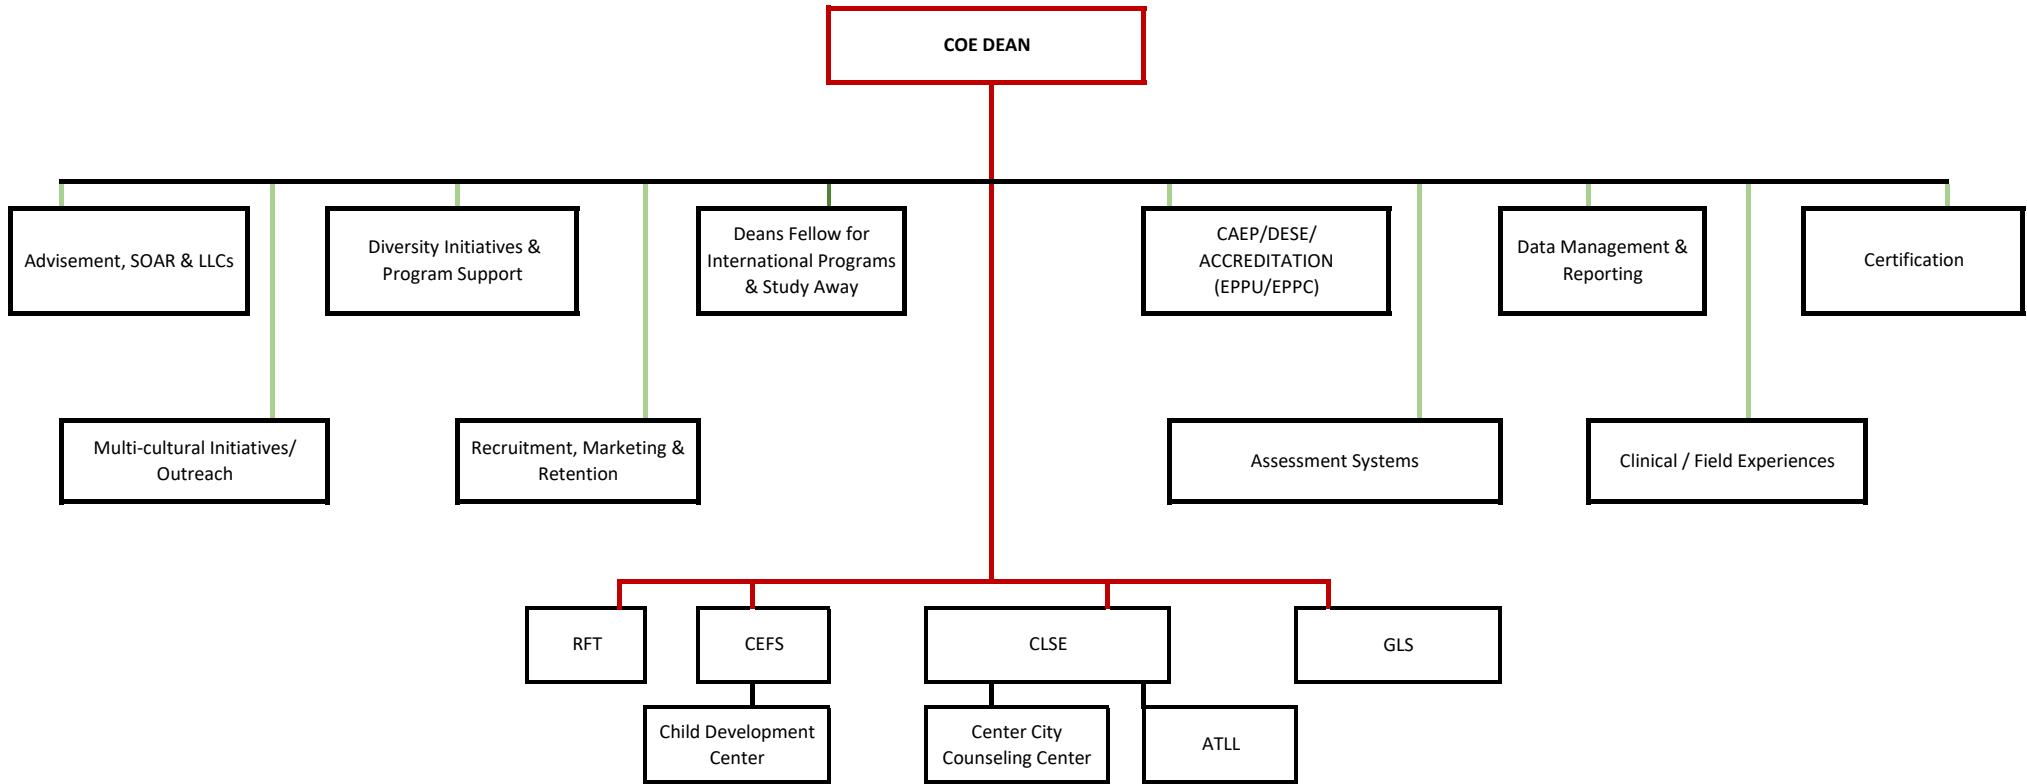 COE DEAN
Advisement, SOAR & LLCs
Diversity Initiatives &
Program Support
Deans Fellow for
International Programs
& Study Away
CAEP/DESE/
ACCREDITATION
(EPPU/EPPC)
Data Management &
Reporting
Certification
Multi-cultural Initiatives/
Outreach
Recruitment, Marketing &
Retention
Assessment Systems
Clinical / Field Experiences
RFT
CEFS
CLSE
GLS
Child Development
Center
Center City
Counseling Center
ATLL